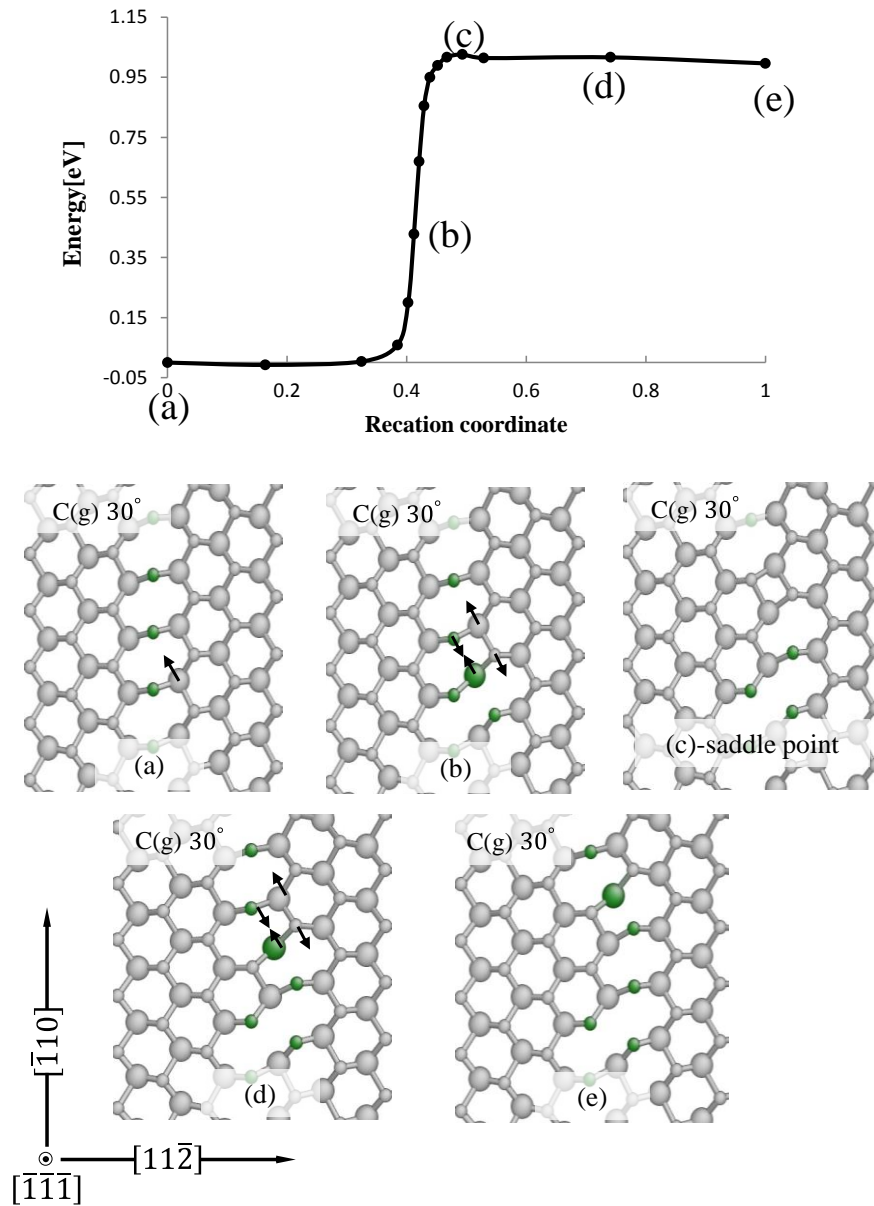 1.15
0.95
0.75
0.55
0.35
0.15
-0.05
Energy[eV]
0
0.2
0.4
0.6
0.8
1
Recation coordinate
(a)
(b)
(c)
(d)
(e)
C(g) 30°
(a)
C(g) 30°
(b)
C(g) 30°
(c)-saddle point
C(g) 30°
(d)
C(g) 30°
(e)
[1̅10]
[112̅]
[1̅1̅1̅]